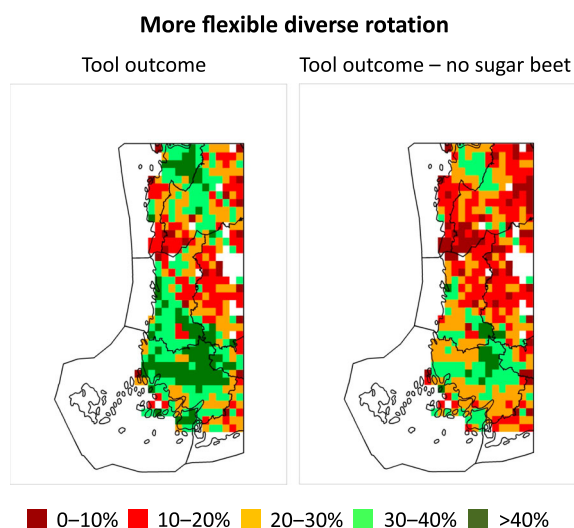 More flexible diverse rotation
Tool outcome
Tool outcome – no sugar beet
0–10% 10–20% 20–30% 30–40% >40%